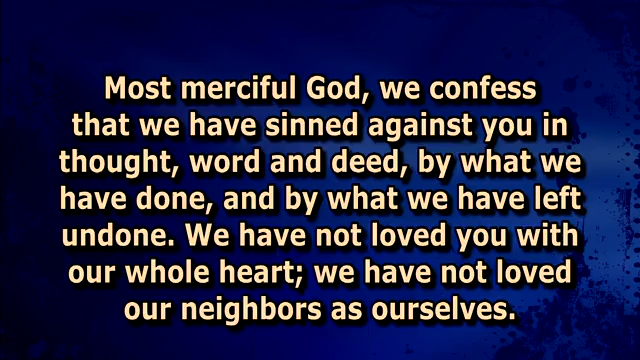 Most merciful God, we confess
that we have sinned against you in
thought, word and deed, by what we
have done, and by what we have left
undone. We have not loved you with
our whole heart; we have not loved
our neighbors as ourselves.